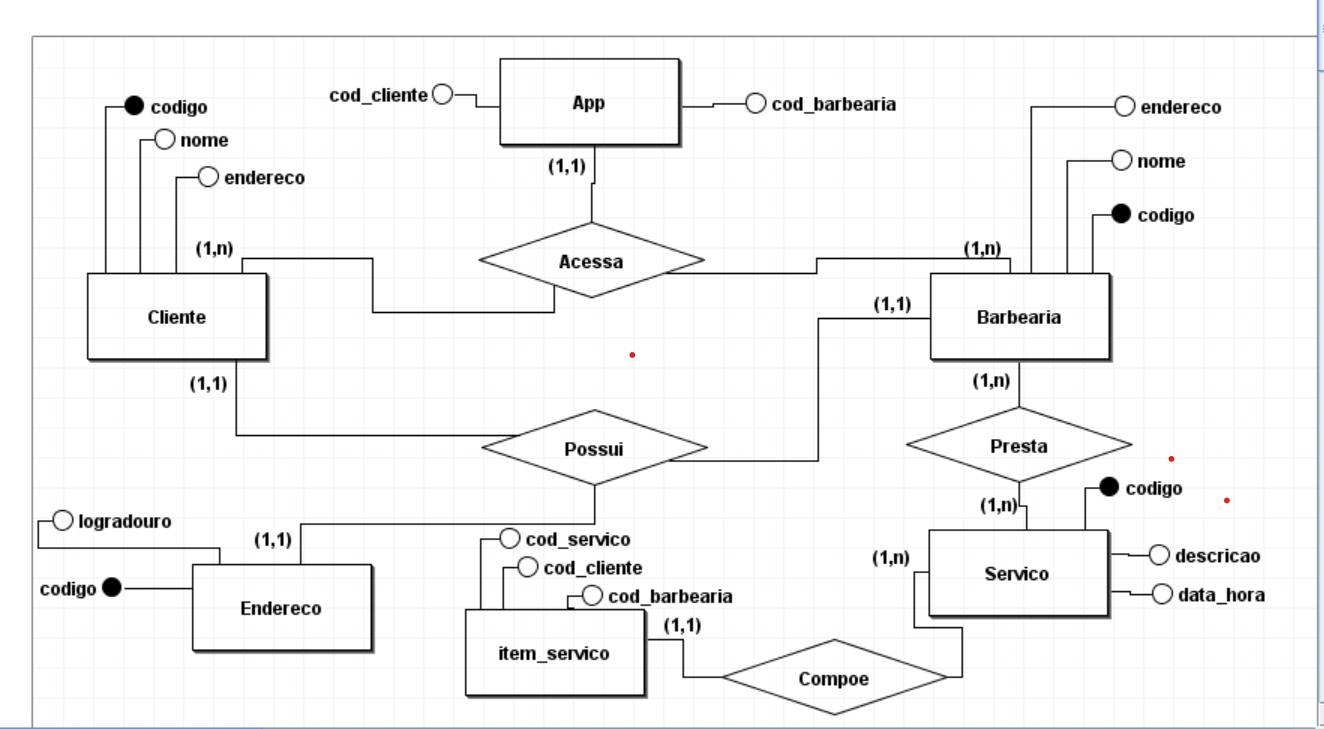 cod_cliente
App
cod_barbearia
codigo
nome
endereco
endereco
nome
codigo
(1,1)
(1,n)
Acessa
(1,n)
Cliente
(1,1)
Barbearia
(1,1)
(1,n)
Possui
Presta
codigo
(1,n)
logradouro
(1,1)
cod_servico
cod_cliente
cod_barbearia
codigo
Endereco
(1,n)
Servico
descricao
data_hora
item_servico
(1,1)
Compoe